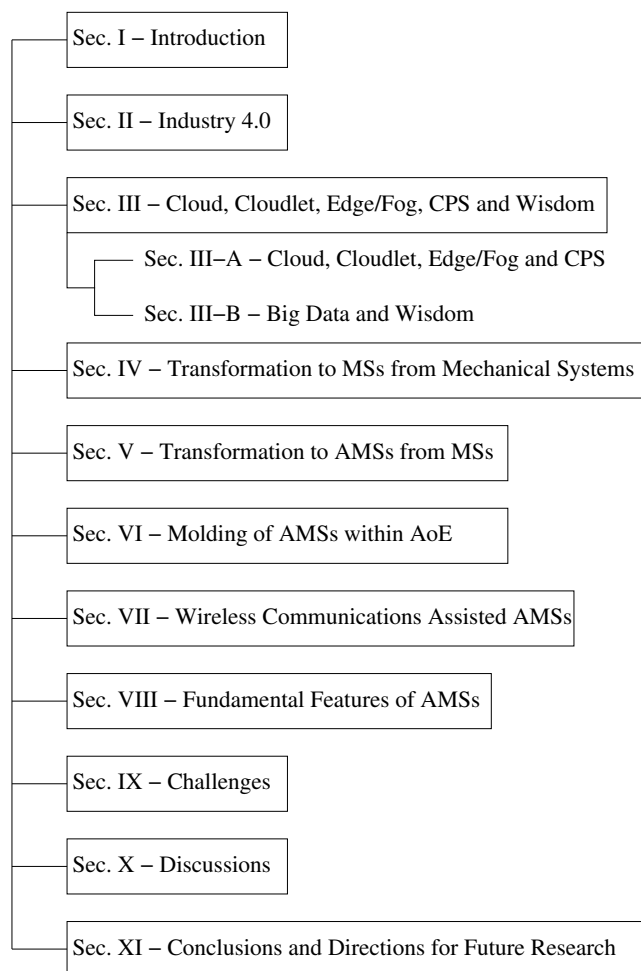 Sec. I − Introduction
Sec. II − Industry 4.0
Sec. III − Cloud, Cloudlet, Edge/Fog, CPS and Wisdom
Sec. III−A − Cloud, Cloudlet, Edge/Fog and CPS
Sec. III−B − Big Data and Wisdom
Sec. IV − Transformation to MSs from Mechanical Systems
Sec. V − Transformation to AMSs from MSs
Sec. VI − Molding of AMSs within AoE
Sec. VII − Wireless Communications Assisted AMSs
Sec. VIII − Fundamental Features of AMSs
Sec. IX − Challenges
Sec. X − Discussions
Sec. XI − Conclusions and Directions for Future Research